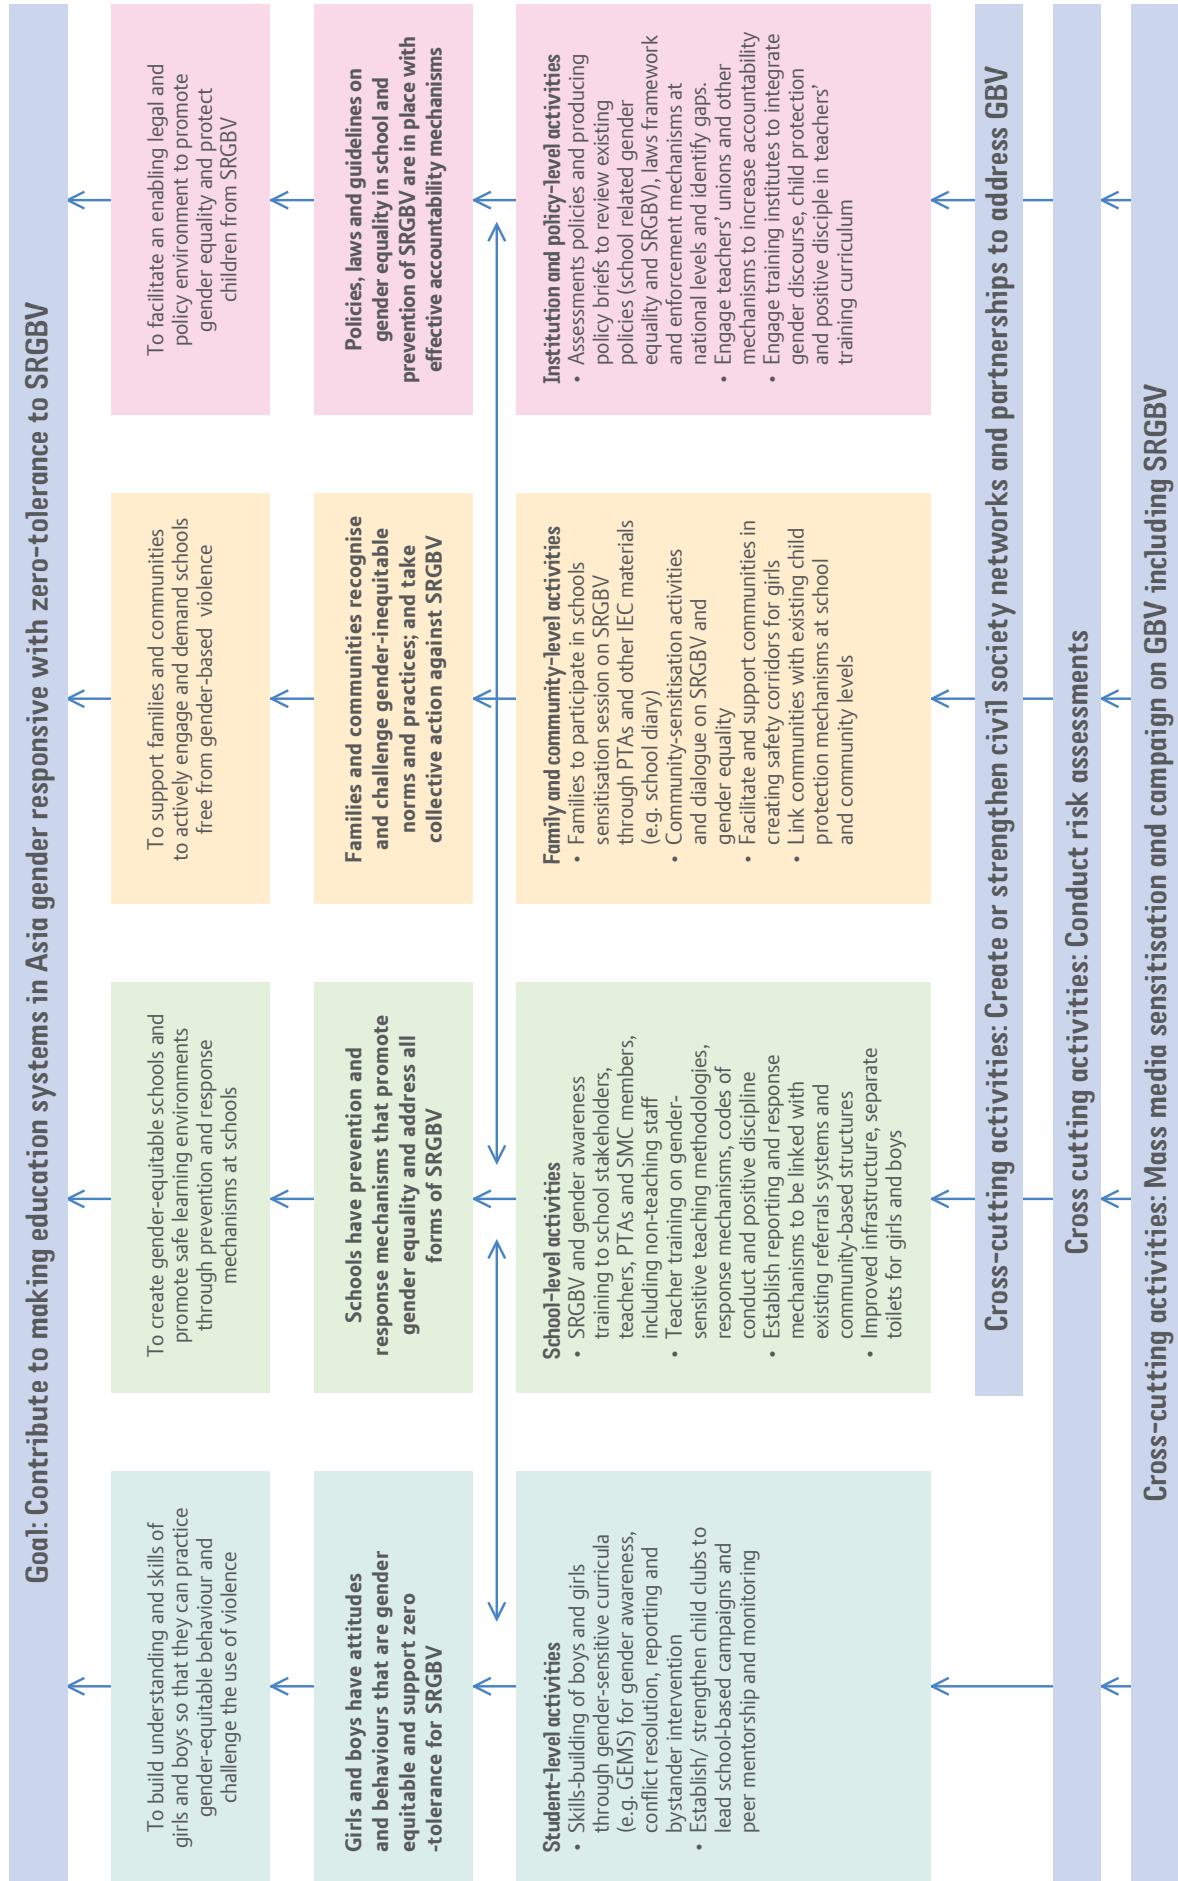 Goal: Contribute to making education systems in Asia gender responsive with zero-tolerance to SRGBV
To build understanding and skills of
girls and boys so that they can practice
gender-equitable behaviour and
challenge the use of violence
To create gender-equitable schools and
promote safe learning environments
through prevention and response
mechanisms at schools
To support families and communities
to actively engage and demand schools
free from gender-based violence
To facilitate an enabling legal and
policy environment to promote
gender equality and protect
children from SRGBV
Girls and boys have attitudes
and behaviours that are gender
equitable and support zero
-tolerance for SRGBV
Schools have prevention and
response mechanisms that promote
gender equality and address all
forms of SRGBV
Families and communities recognise
and challenge gender-inequitable
norms and practices; and take
collective action against SRGBV
Policies, laws and guidelines on
gender equality in school and
prevention of SRGBV are in place with
effective accountability mechanisms
Student-level activities
• Skills-building of boys and girls
through gender-sensitive curricula
(e.g. GEMS) for gender awareness,
conflict resolution, reporting and
bystander intervention
• Establish/ strengthen child clubs to
lead school-based campaigns and
peer mentorship and monitoring
School-level activities
• SRGBV and gender awareness
training to school stakeholders,
teachers, PTAs and SMC members,
including non-teaching staff
• Teacher training on gender-
sensitive teaching methodologies,
response mechanisms, codes of
conduct and positive discipline
• Establish reporting and response
mechanisms to be linked with
existing referrals systems and
community-based structures
• Improved infrastructure, separate
toilets for girls and boys
Family and community-level activities
• Families to participate in schools
sensitisation session on SRGBV
through PTAs and other IEC materials
(e.g. school diary)
• Community-sensitisation activities
and dialogue on SRGBV and
gender equality
• Facilitate and support communities in
creating safety corridors for girls
• Link communities with existing child
protection mechanisms at school
and community levels
Institution and policy-level activities
• Assessments policies and producing
policy briefs to review existing
policies (school related gender
equality and SRGBV), laws framework
and enforcement mechanisms at
national levels and identify gaps.
• Engage teachers' unions and other
mechanisms to increase accountability
• Engage training institutes to integrate
gender discourse, child protection
and positive disciple in teachers'
training curriculum
Cross-cutting activities: Create or strengthen civil society networks and partnerships to address GBV
Cross cutting activities: Conduct risk assessments
Cross-cutting activities: Mass media sensitisation and campaign on GBV including SRGBV